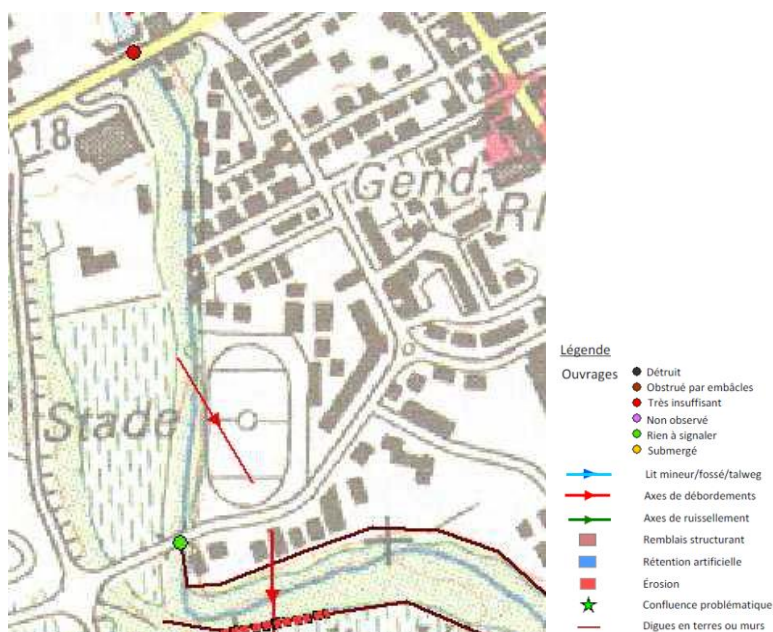 18
Gend.
RI
Stade
Légende
Ouvrages
Détruit
Obstrué par embâcles
Très insuffisant
Non observé
Rien à signaler
Submergé
Lit mineur/fossé/talweg
Axes de débordements
Axes de ruissellement
Remblais structurant
Rétention artificielle
Érosion
Confluence problématique
Digues en terres ou murs